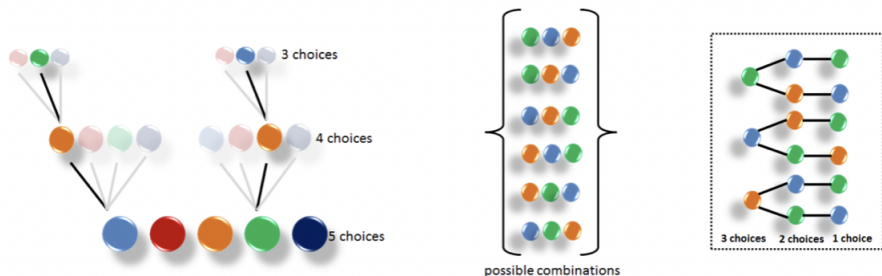 3 choices
4 choices
5 choices
possible combinations
3 choices 2 choices 1 choice